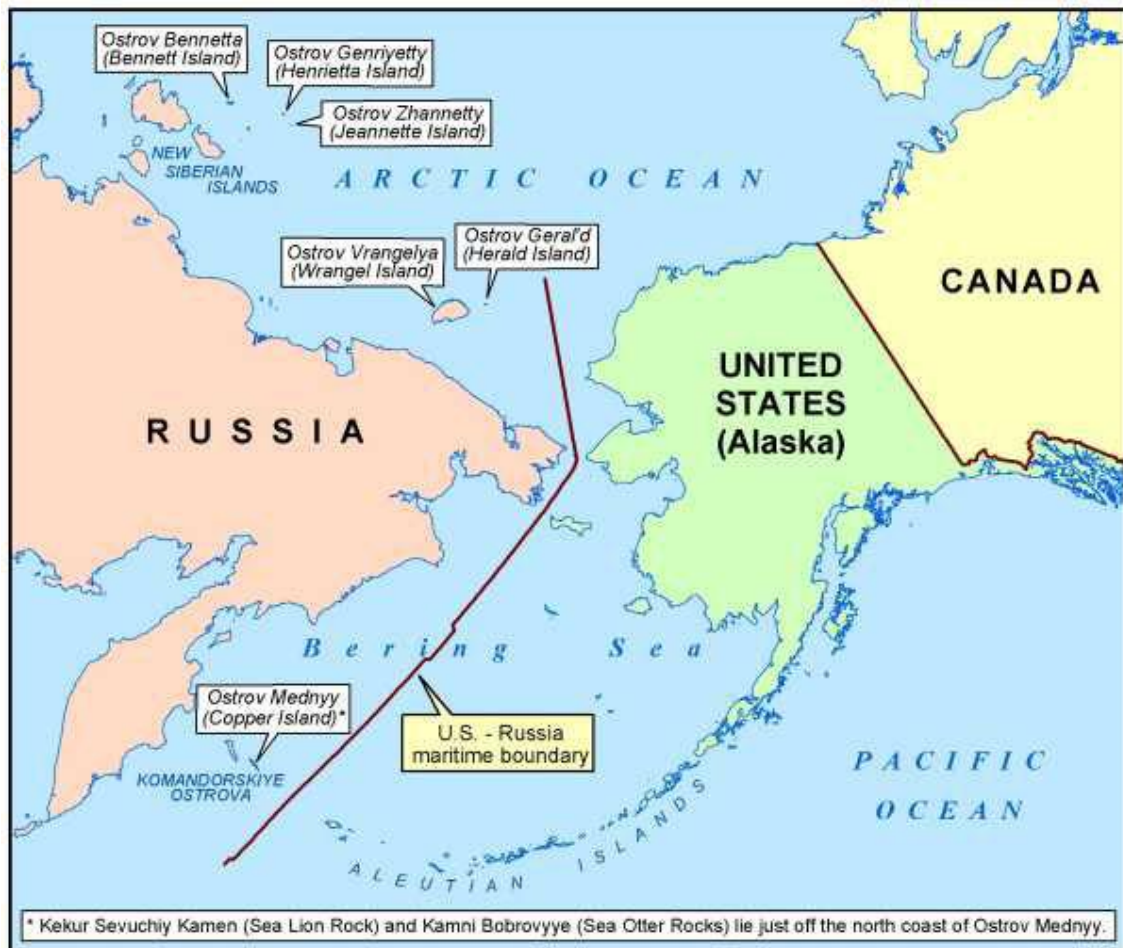 Ostrov Bennetta
(Bennett Island)
Ostrov Genriyetty
(Henrietta Island)
Ostrov Zhannetty
(Jeannette Island)
NEW
SIBERIAN
ISLANDS
ARCTIC OCEAN
Ostrov Vrangelya
(Wrangel Island)
Ostrov Geral'd
(Herald Island)
CANADA
UNITED
STATES
(Alaska)
RUSSIA
Bering Sea
Ostrov Mednyy
(Copper Island)*
U.S. - Russia
maritime boundary
KOMANDORSKIYE
OSTROVA
PACIFIC
OCEAN
ALEUTIAN ISLANDS
* Kekur Sevuchiy Kamen (Sea Lion Rock) and Kamni Bobrovyye (Sea Otter Rocks) lie just off the north coast of Ostrov Mednyy.